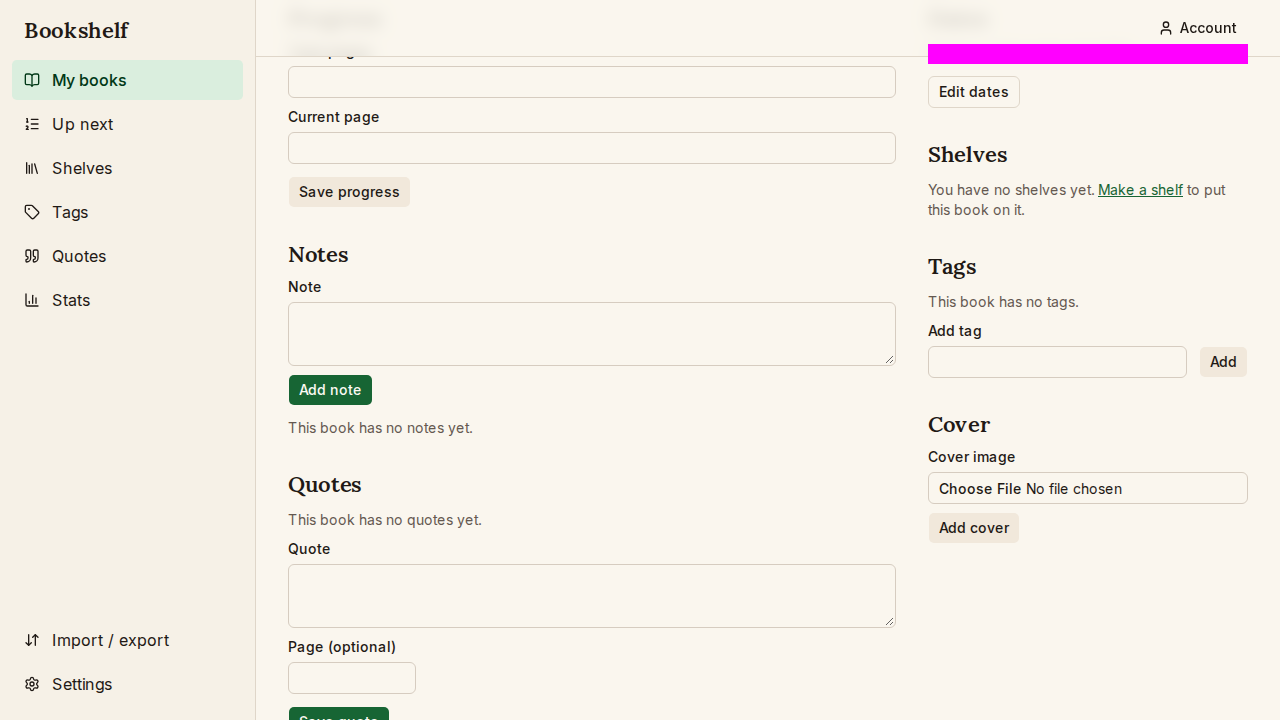 Bookshelf
My books
Up next
Shelves
Tags
Quotes
Stats
Import / export
Settings
Account
Current page
Save progress
Notes
Note
Add note
This book has no notes yet.
Quotes
This book has no quotes yet.
Quote
Page (optional)
Save quote
Edit dates
Shelves
You have no shelves yet. Make a shelf to put
this book on it.
Tags
This book has no tags.
Add tag
Add
Cover
Cover image
Choose File No file chosen
Add cover